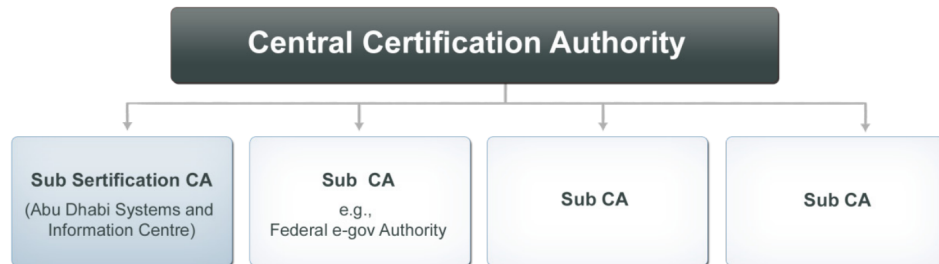 Central Certification Authority
Sub Sertification CA
(Abu Dhabi Systems and
Information Centre)
Sub CA
e.g.,
Federal e-gov Authority
Sub CA
Sub CA